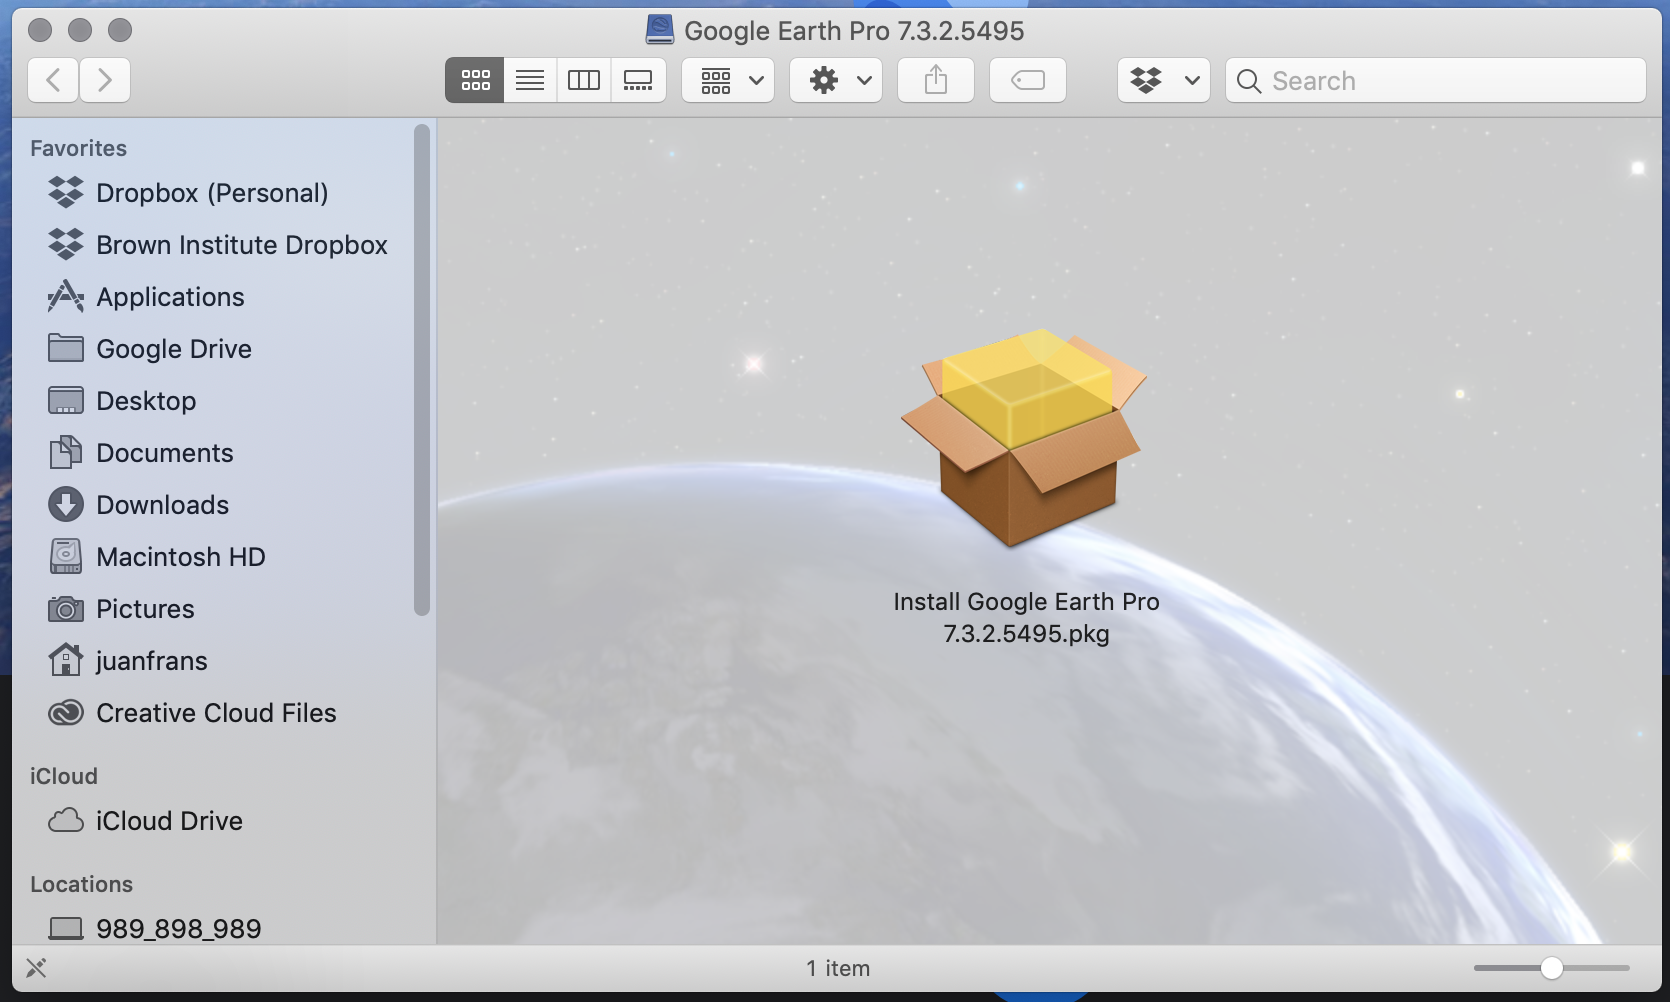 Google Earth Pro 7.3.2.5495
Search
Favorites
Dropbox (Personal)
Brown Institute Dropbox
Applications
Google Drive
Desktop
Documents
Downloads
Macintosh HD
Pictures
juanfrans
Creative Cloud Files
iCloud
iCloud Drive
Locations
989_898_989
Install Google Earth Pro
7.3.2.5495.pkg
1 item